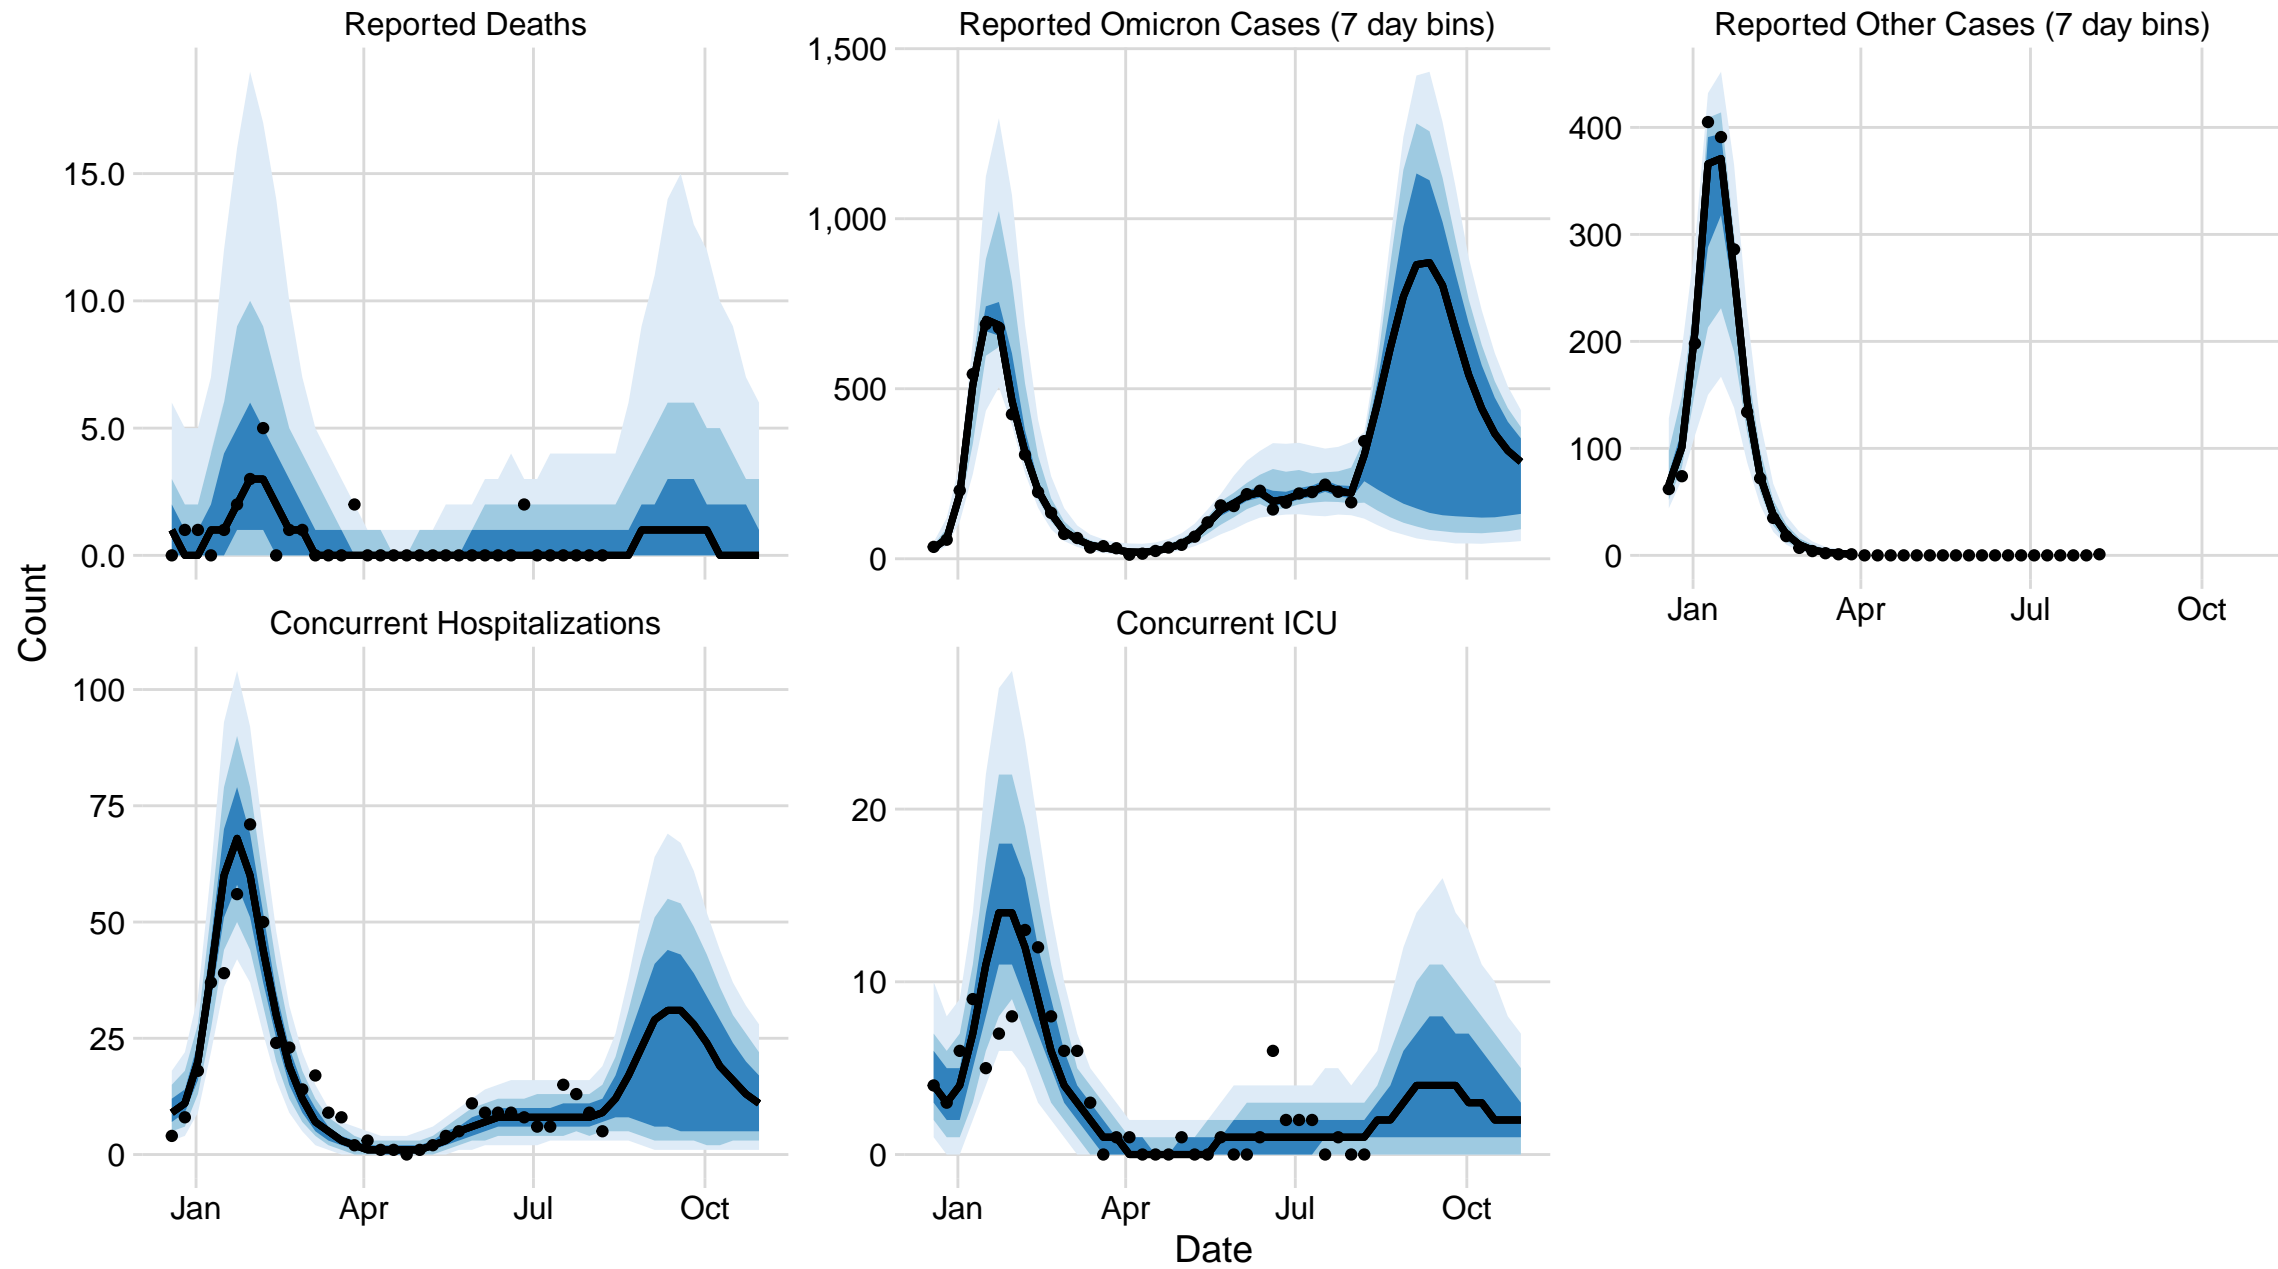 Reported Deaths
Reported Omicron Cases (7 day bins)
Reported Other Cases (7 day bins)
15.0
10.0
5.0
0.0
1,500
1,000
500
0
400
300
200
100
0
Jan Apr Jul Oct
Count
Concurrent Hospitalizations
Concurrent ICU
100
75
50
25
0
20
10
0
Jan Apr Jul Oct
Jan Apr Jul Oct
Date